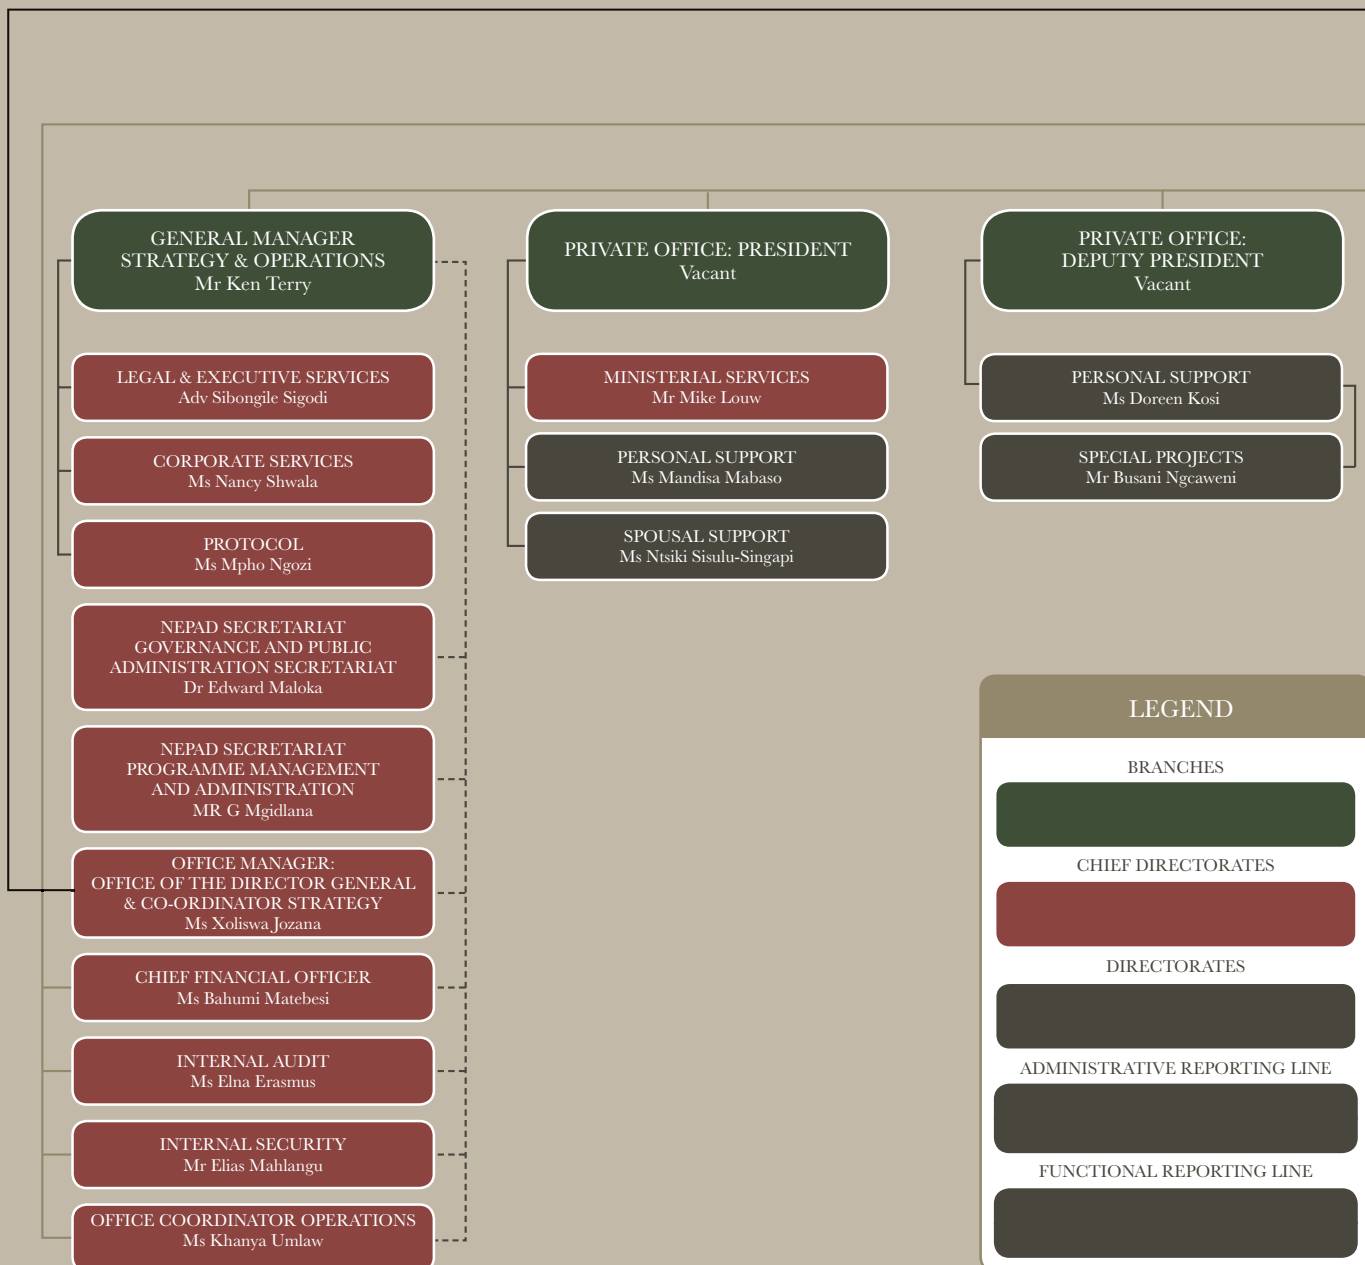 GENERAL MANAGER
STRATEGY & OPERATIONS
Mr Ken Terry
LEGAL & EXECUTIVE SERVICES
Adv Sibongile Sigodi
CORPORATE SERVICES
Ms Nancy Shwala
PROTOCOL
Ms Mpho Ngozi
NEPAD SECRETARIAT
GOVERNANCE AND PUBLIC
ADMINISTRATION SECRETARIAT
Dr Edward Maloka
NEPAD SECRETARIAT
PROGRAMME MANAGEMENT
AND ADMINISTRATION
MR G Mgidlana
OFFICE MANAGER:
OFFICE OF THE DIRECTOR GENERAL
& CO-ORDINATOR STRATEGY
Ms Xoliswa Jozana
CHIEF FINANCIAL OFFICER
Ms Bahumi Matebesi
INTERNAL AUDIT
Ms Elna Erasmus
INTERNAL SECURITY
Mr Elias Mahlangu
OFFICE COORDINATOR OPERATIONS
Ms Khanya Umlaw
PRIVATE OFFICE: PRESIDENT
Vacant
MINISTERIAL SERVICES
Mr Mike Louw
PERSONAL SUPPORT
Ms Mandisa Mabaso
SPOUSAL SUPPORT
Ms Ntsiki Sisulu-Singapi
PRIVATE OFFICE:
DEPUTY PRESIDENT
Vacant
PERSONAL SUPPORT
Ms Doreen Kosi
SPECIAL PROJECTS
Mr Busani Ngcaweni
LEGEND
BRANCHES
CHIEF DIRECTORATES
DIRECTORATES
ADMINISTRATIVE REPORTING LINE
FUNCTIONAL REPORTING LINE